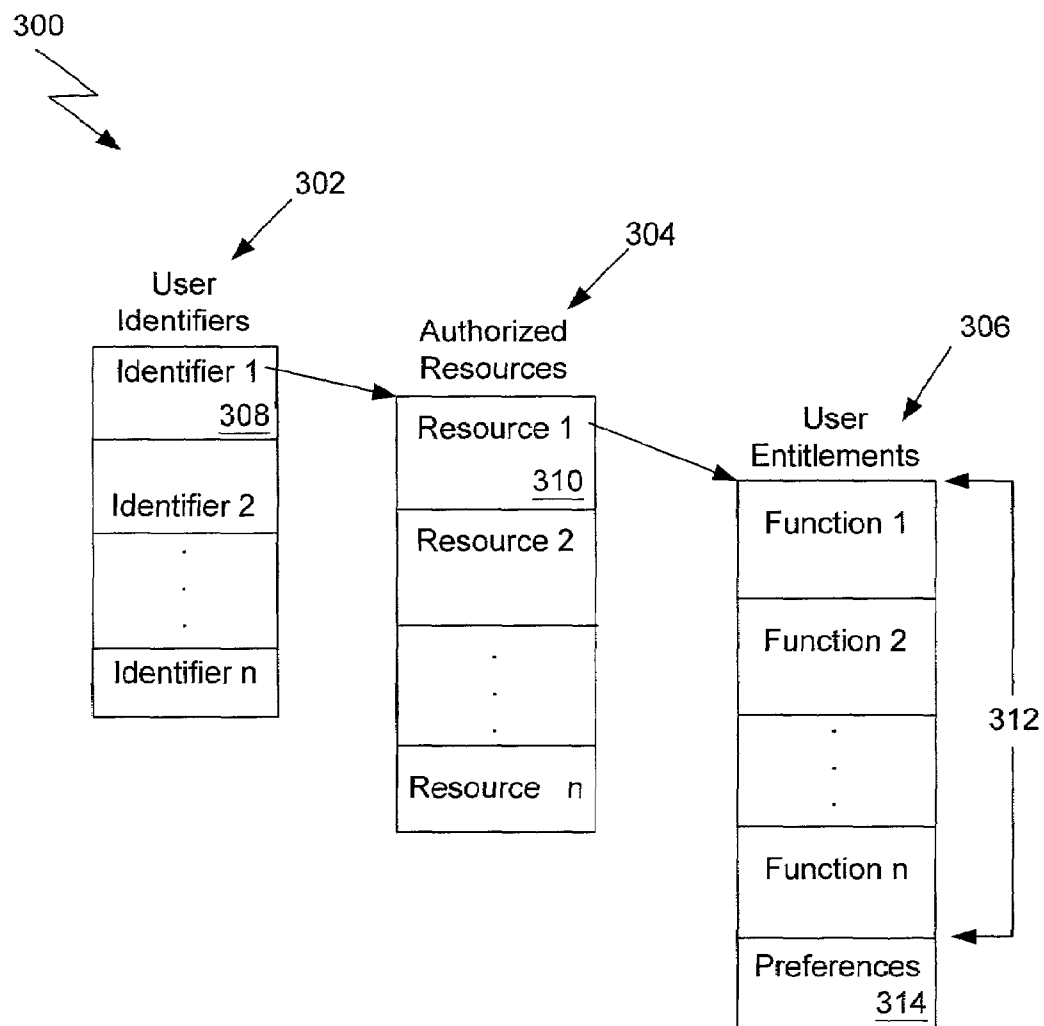 300
302
User
Identifiers
Identifier 1
308
Identifier 2
.
.
.
Identifier n
304
Authorized
Resources
Resource 1
310
Resource 2
.
.
.
Resource n
306
User
Entitlements
Function 1
Function 2
.
.
.
Function n
312
Preferences
314